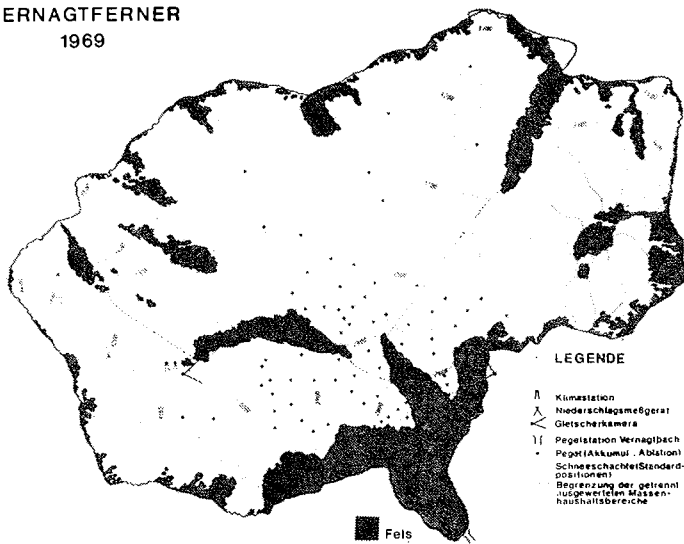 ERNAGTFERNER
1969
LEGENDE
Klimastation
Niederschlagsmeßgerät
Gletscherkamera
Pegelstation Vernagtbach
Pegel (Akkumul., Ablation)
Schneeschächte (Standard-
positionen)
Begrenzung der getrennt
ausgewerteten Massen-
haushaltsbereiche
Fels